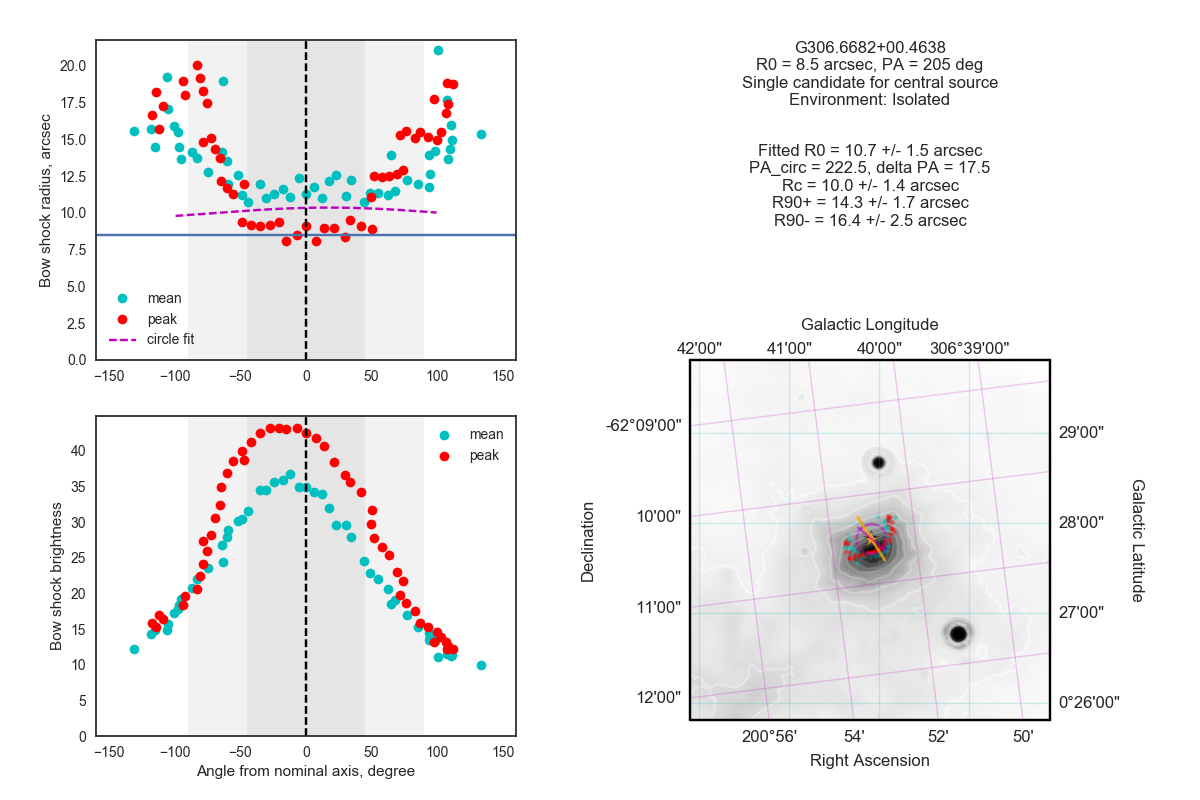 20.0
17.5
15.0
12.5
10.0
7.5
5.0
2.5
0.0
Bow shock radius, arcsec
mean
peak
circle fit
−150 −100 −50 0 50 100 150
40
35
30
25
20
15
10
5
0
Bow shock brightness
mean
peak
−150 −100 −50 0 50 100 150
Angle from nominal axis, degree
G306.6682+00.4638
R0 = 8.5 arcsec, PA = 205 deg
Single candidate for central source
Environment: Isolated
Fitted R0 = 10.7 +/- 1.5 arcsec
PA_circ = 222.5, delta PA = 17.5
Rc = 10.0 +/- 1.4 arcsec
R90+ = 14.3 +/- 1.7 arcsec
R90- = 16.4 +/- 2.5 arcsec
Galactic Longitude
42'00" 41'00" 40'00" 306°39'00"
-62°09'00"
10'00"
11'00"
12'00"
Declination
29'00"
28'00"
27'00"
0°26'00"
Galactic Latitude
200°56' 54' 52' 50'
Right Ascension